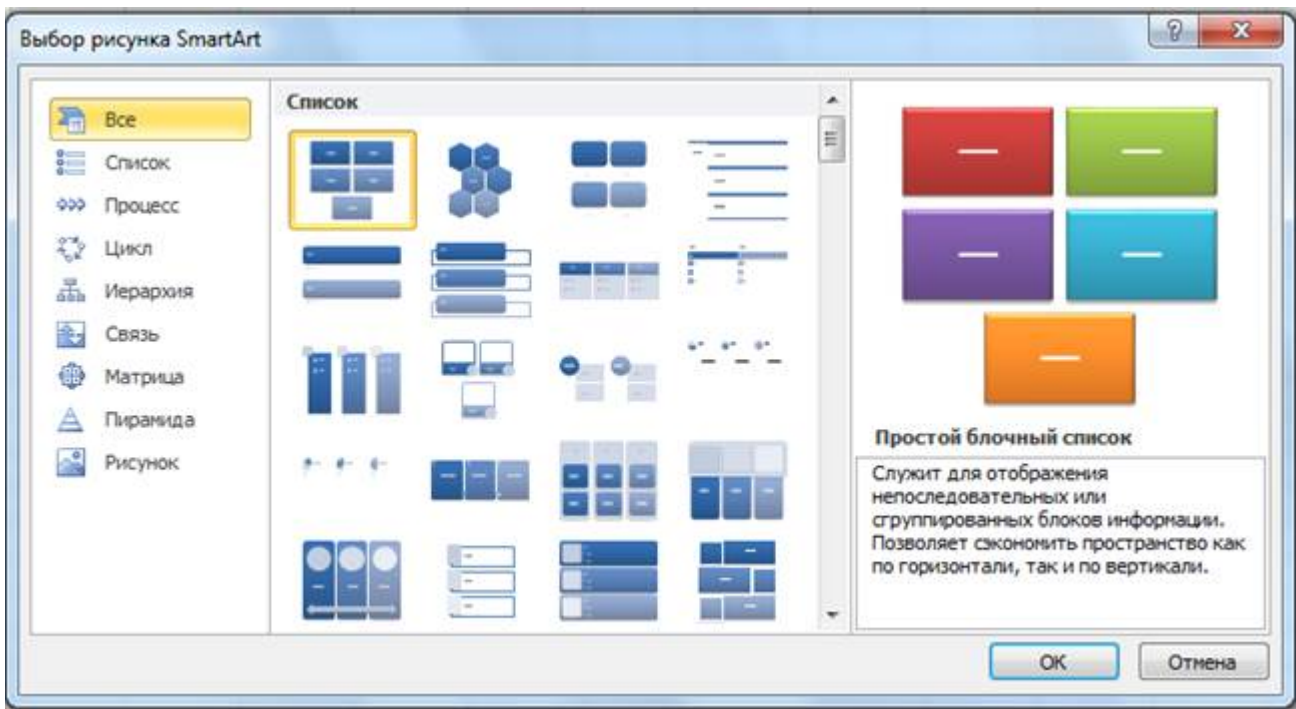 Выбор рисунка SmartArt
Все
Список
Процесс
Цикл
Иерархия
Связь
Матрица
Пирамида
Рисунок
Список
Простой блочный список
Служит для отображения
непоследовательных или
сгруппированных блоков информации.
Позволяет сэкономить пространство как
по горизонтали, так и по вертикали.
ОК
Отмена